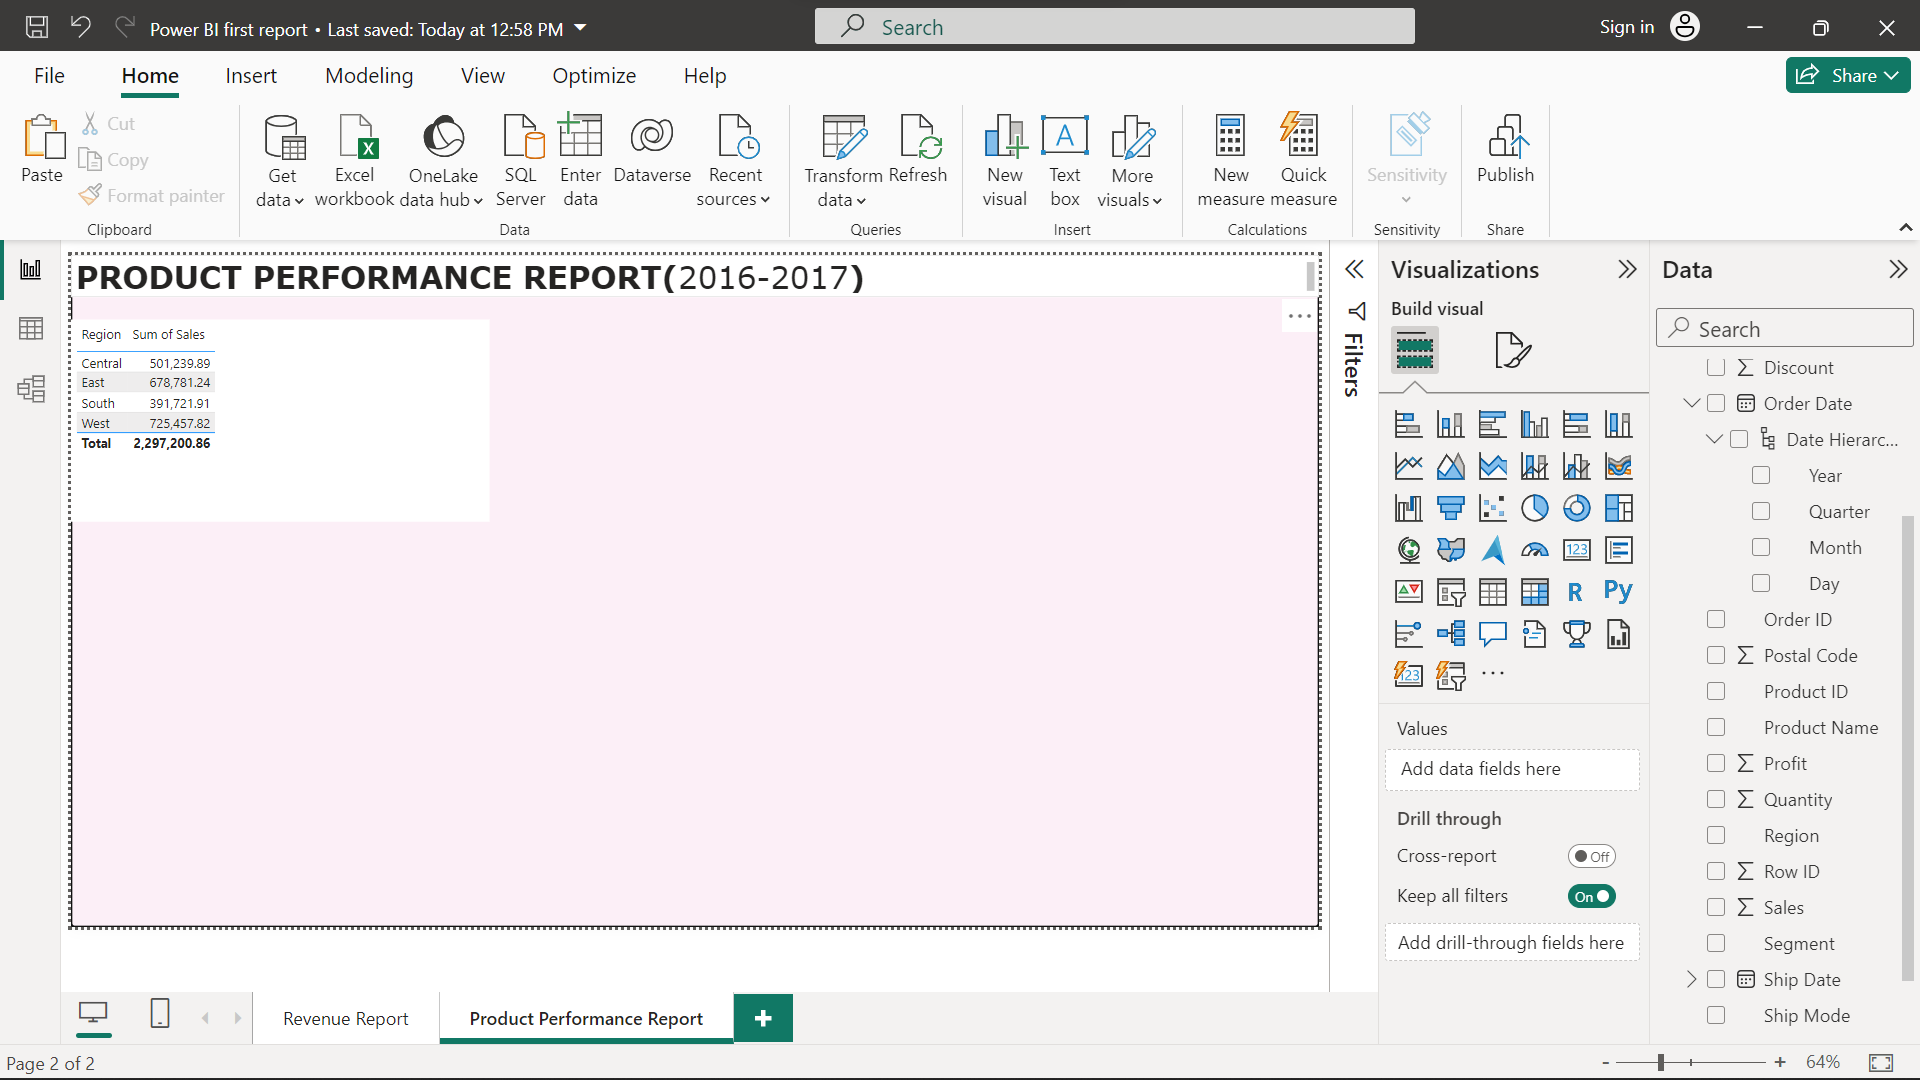 Power BI first report • Last saved: Today at 12:58 PM
Search
Sign in
File Home Insert Modeling View Optimize Help
Share
Paste
Cut
Copy
Format painter
Clipboard
Get data
Excel workbook
OneLake data hub
SQL Server
Enter data
Dataverse
Recent sources
Data
Transform data
Refresh
Queries
New visual
Text box
More visuals
Insert
New measure
Quick measure
Calculations
Sensitivity
Sensitivity
Publish
Share
PRODUCT PERFORMANCE REPORT(2016-2017)
Region Sum of Sales
Central 501,239.89
East 678,781.24
South 391,721.91
West 725,457.82
Total 2,297,200.86
Filters
Visualizations
Build visual
123
R
Py
123
Values
Add data fields here
Drill through
Cross-report Off
Keep all filters On
Add drill-through fields here
Data
Search
Discount
Order Date
Date Hierarc...
Year
Quarter
Month
Day
Order ID
Postal Code
Product ID
Product Name
Profit
Quantity
Region
Row ID
Sales
Segment
Ship Date
Ship Mode
Revenue Report
Product Performance Report
Page 2 of 2
- + 64%